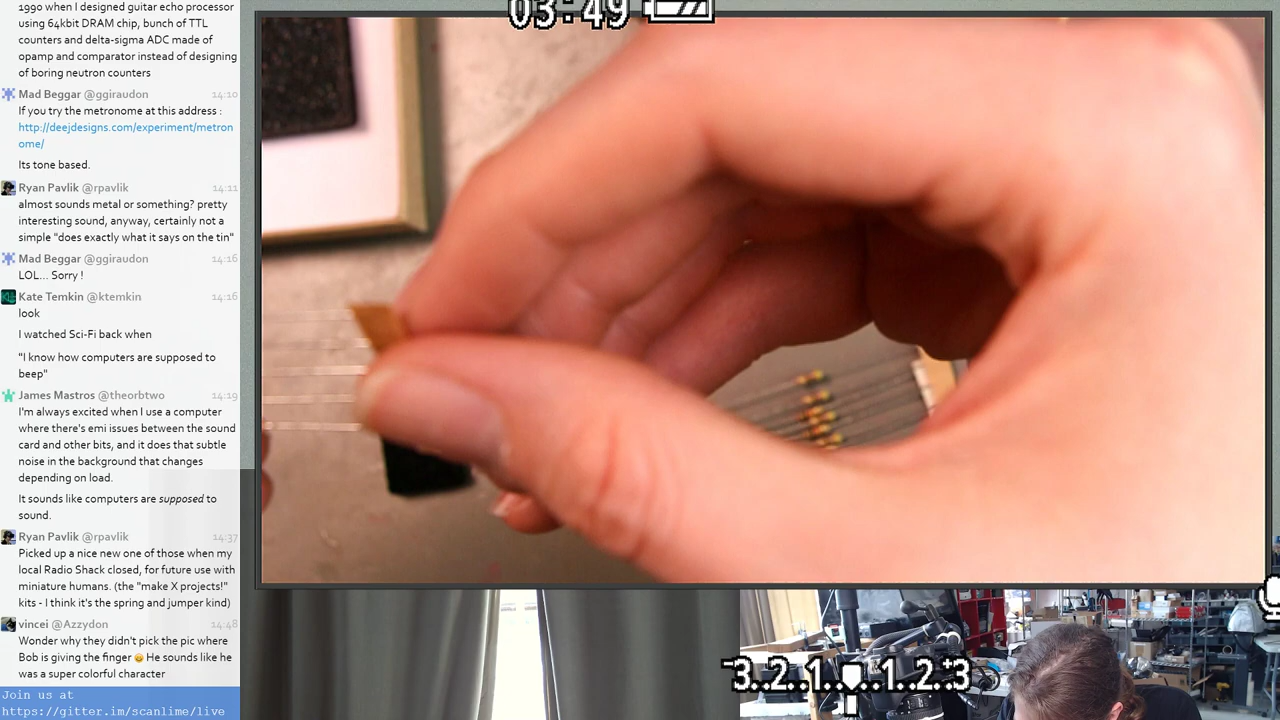 1990 when I designed guitar echo processor
using 64kbit DRAM chip, bunch of TTL
counters and delta-sigma ADC made of
opamp and comparator instead of designing
of boring neutron counters
Mad Beggar @ggiraudon 14:10
If you try the metronome at this address :
http://deejdesigns.com/experiment/metron
ome/
Its tone based.
Ryan Pavlik @rpavlik 14:11
almost sounds metal or something? pretty
interesting sound, anyway, certainly not a
simple "does exactly what it says on the tin"
Mad Beggar @ggiraudon 14:16
LOL... Sorry !
Kate Temkin @ktemkin 14:16
look
I watched Sci-Fi back when
"I know how computers are supposed to
beep"
James Mastros @theorbtwo 14:19
I'm always excited when I use a computer
where there's emi issues between the sound
card and other bits, and it does that subtle
noise in the background that changes
depending on load.
It sounds like computers are supposed to
sound.
Ryan Pavlik @rpavlik 14:37
Picked up a nice new one of those when my
local Radio Shack closed, for future use with
miniature humans. (the "make X projects!"
kits - I think it's the spring and jumper kind)
vincei @Azzydon 14:48
Wonder why they didn't pick the pic where
Bob is giving the finger 😛 He sounds like he
was a super colorful character
Join us at
https://gitter.im/scanlime/live
03:49
-3..2..1.. ..1..2..+3